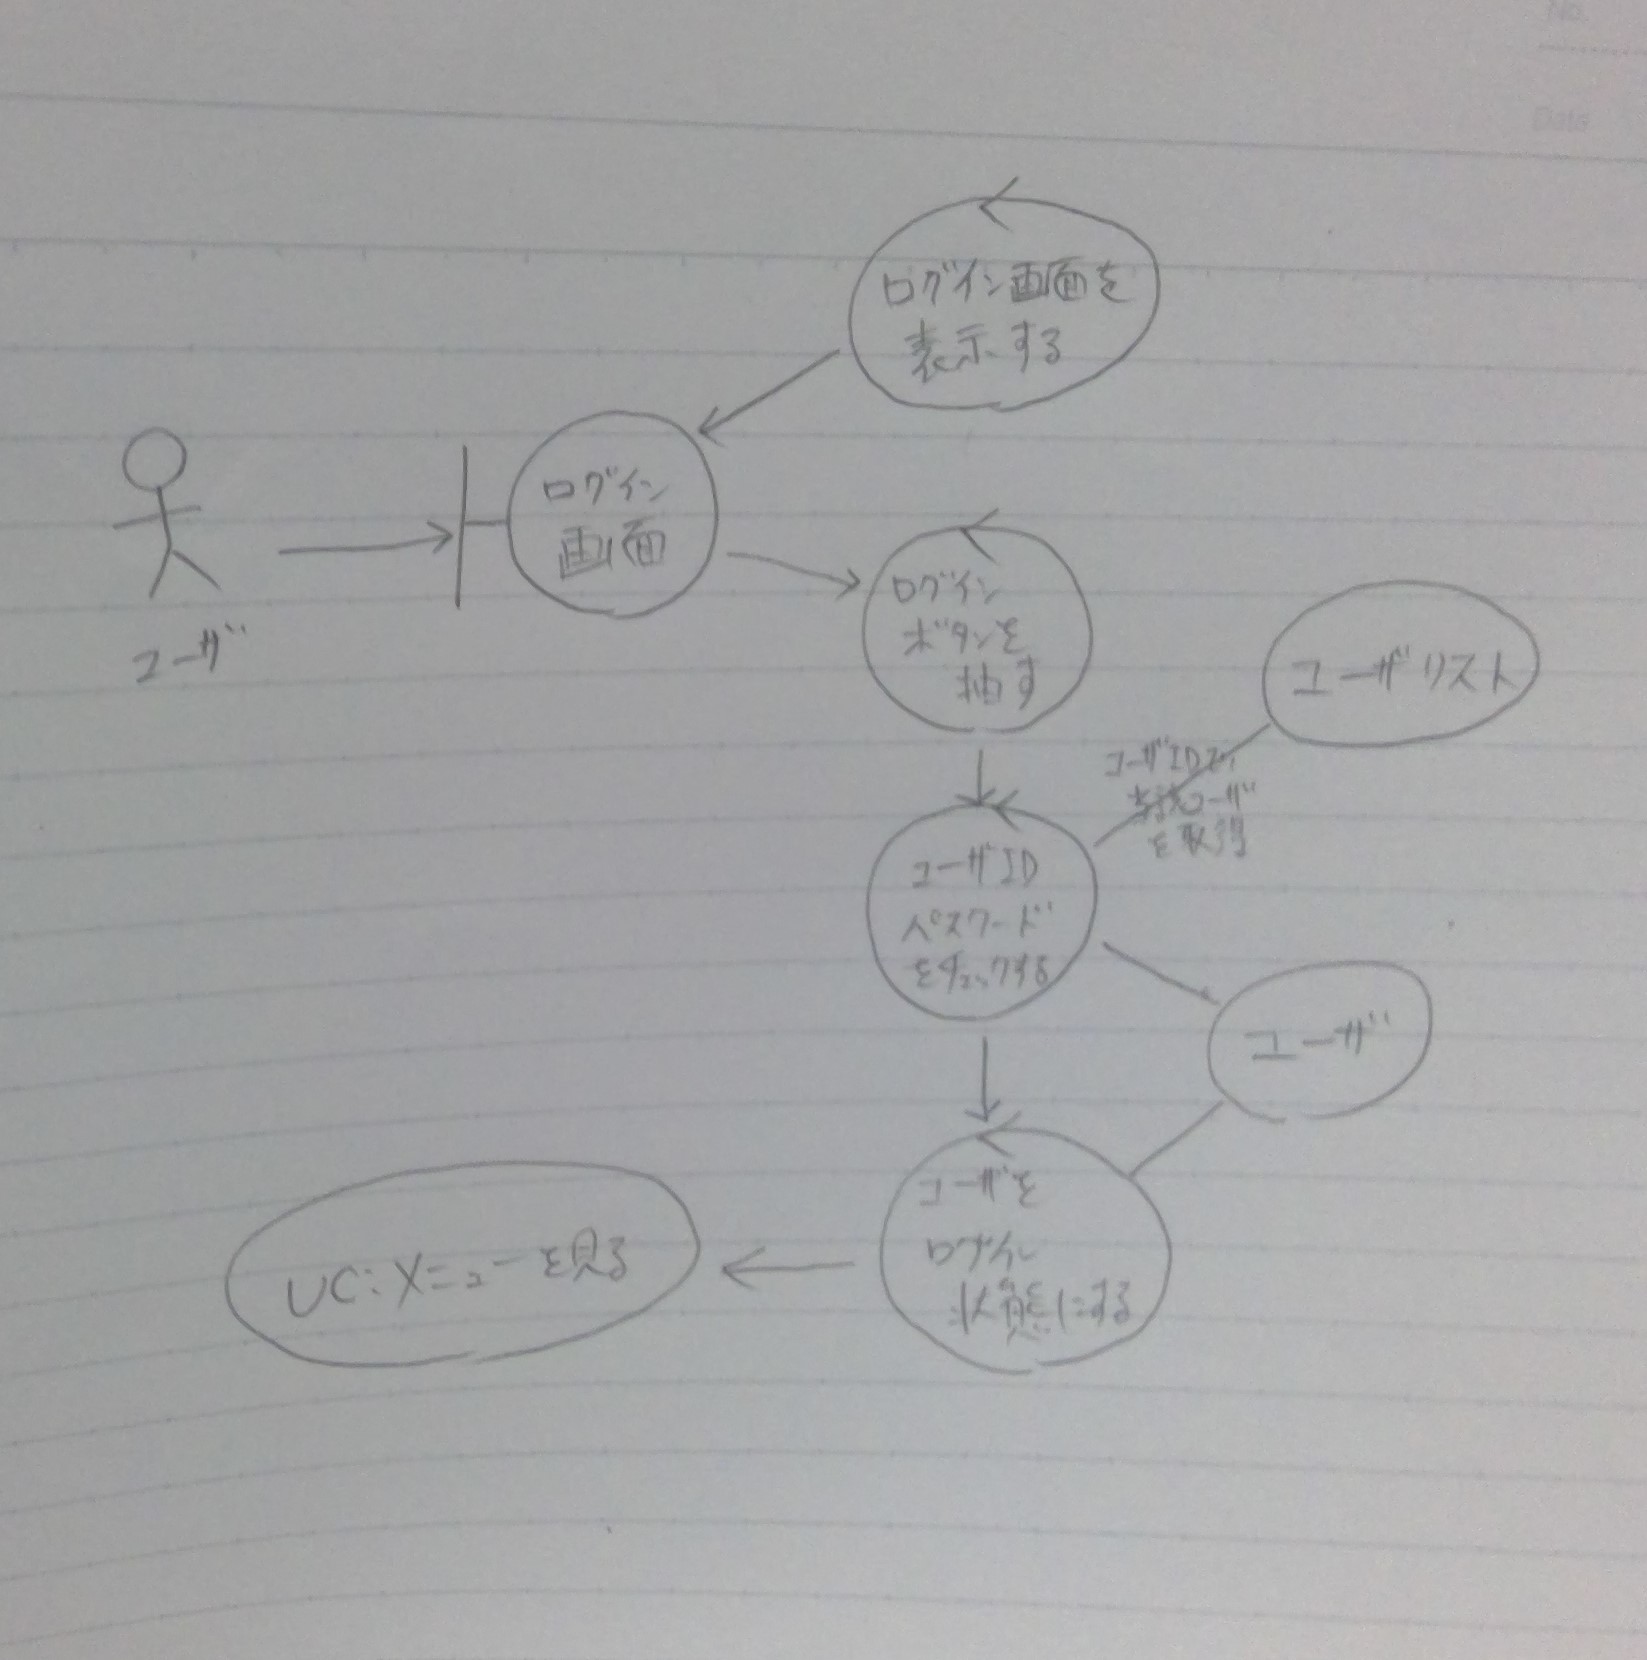 No.
Date
ログイン画面を
表示する
ログイン
画面
ユーザ
ログイン
ボタンを
押す
ユーザリスト
ユーザIDで
ユーザ
を取得
ユーザID
パスワード
をチェックする
ユーザ
ユーザを
ログイン
状態にする
UC:メニューを見る